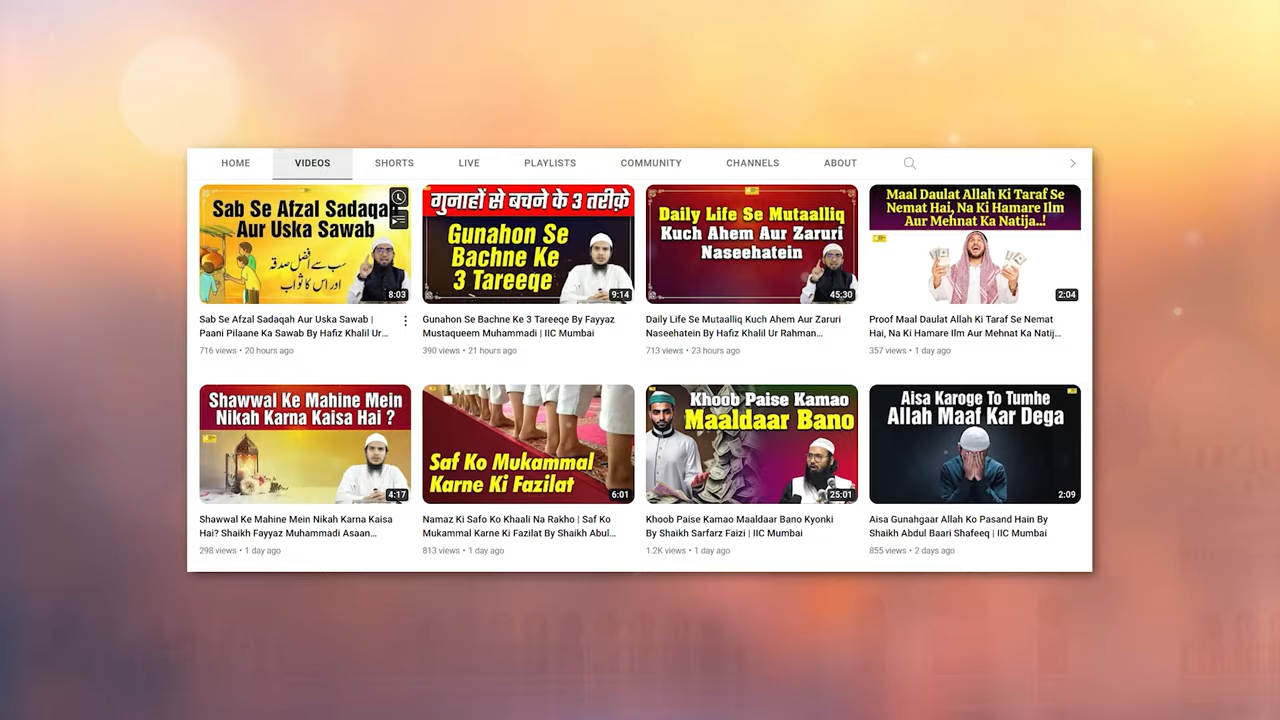 HOME VIDEOS SHORTS LIVE PLAYLISTS COMMUNITY CHANNELS ABOUT
Sab Se Afzal Sadaqa
Aur Uska Sawab
سب سے افضل صدقہ
اور اس کا ثواب
8:03
Sab Se Afzal Sadaqah Aur Uska Sawab |
Paani Pilaane Ka Sawab By Hafiz Khalil Ur...
716 views • 20 hours ago
गुनाहों से बचने के 3 तरीक़े
Gunahon Se
Bachne Ke
3 Tareeqe
9:14
Gunahon Se Bachne Ke 3 Tareeqe By Fayyaz
Mustaqueem Muhammadi | IIC Mumbai
390 views • 21 hours ago
Daily Life Se Mutaalliq
Kuch Ahem Aur Zaruri
Naseehatein
45:30
Daily Life Se Mutaalliq Kuch Ahem Aur Zaruri
Naseehatein By Hafiz Khalil Ur Rahman...
713 views • 23 hours ago
Maal Daulat Allah Ki Taraf Se
Nemat Hai, Na Ki Hamare Ilm
Aur Mehnat Ka Natija..!
2:04
Proof Maal Daulat Allah Ki Taraf Se Nemat
Hai, Na Ki Hamare Ilm Aur Mehnat Ka Natij...
357 views • 1 day ago
Shawwal Ke Mahine Mein
Nikah Karna Kaisa Hai ?
4:17
Shawwal Ke Mahine Mein Nikah Karna Kaisa
Hai? Shaikh Fayyaz Muhammadi Asaan...
298 views • 1 day ago
Saf Ko Mukammal
Karne Ki Fazilat
6:01
Namaz Ki Safo Ko Khaali Na Rakho | Saf Ko
Mukammal Karne Ki Fazilat By Shaikh Abul...
813 views • 1 day ago
Khoob Paise Kamao
Maaldaar Bano
25:01
Khoob Paise Kamao Maaldaar Bano Kyonki
By Shaikh Sarfarz Faizi | IIC Mumbai
1.2K views • 1 day ago
Aisa Karoge To Tumhe
Allah Maaf Kar Dega
2:09
Aisa Gunahgaar Allah Ko Pasand Hain By
Shaikh Abdul Baari Shafeeq | IIC Mumbai
855 views • 2 days ago